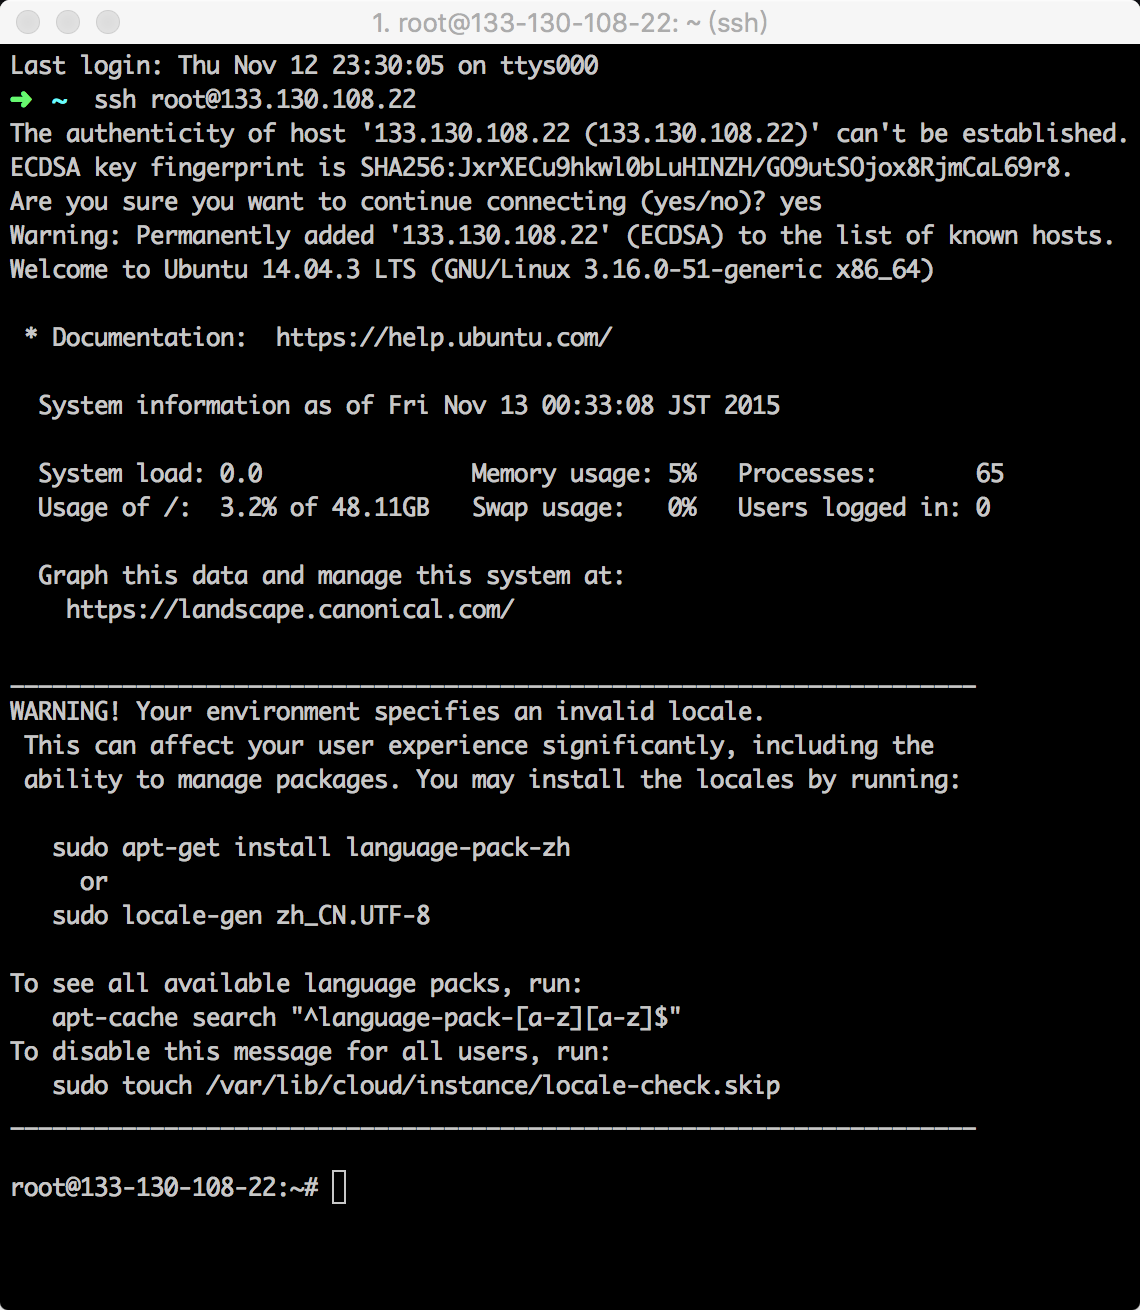 1. root@133-130-108-22: ~ (ssh)
Last login: Thu Nov 12 23:30:05 on ttys000
➜  ~  ssh root@133.130.108.22
The authenticity of host '133.130.108.22 (133.130.108.22)' can't be established.
ECDSA key fingerprint is SHA256:JxrXECu9hkwl0bLuHINZH/GO9utSOjox8RjmCaL69r8.
Are you sure you want to continue connecting (yes/no)? yes
Warning: Permanently added '133.130.108.22' (ECDSA) to the list of known hosts.
Welcome to Ubuntu 14.04.3 LTS (GNU/Linux 3.16.0-51-generic x86_64)

 * Documentation:  https://help.ubuntu.com/

  System information as of Fri Nov 13 00:33:08 JST 2015

  System load: 0.0               Memory usage: 5%   Processes:       65
  Usage of /:  3.2% of 48.11GB   Swap usage:   0%   Users logged in: 0

  Graph this data and manage this system at:
    https://landscape.canonical.com/

_____________________________________________________________________
WARNING! Your environment specifies an invalid locale.
 This can affect your user experience significantly, including the
 ability to manage packages. You may install the locales by running:

   sudo apt-get install language-pack-zh
     or
   sudo locale-gen zh_CN.UTF-8

To see all available language packs, run:
   apt-cache search "^language-pack-[a-z][a-z]$"
To disable this message for all users, run:
   sudo touch /var/lib/cloud/instance/locale-check.skip
_____________________________________________________________________

root@133-130-108-22:~#